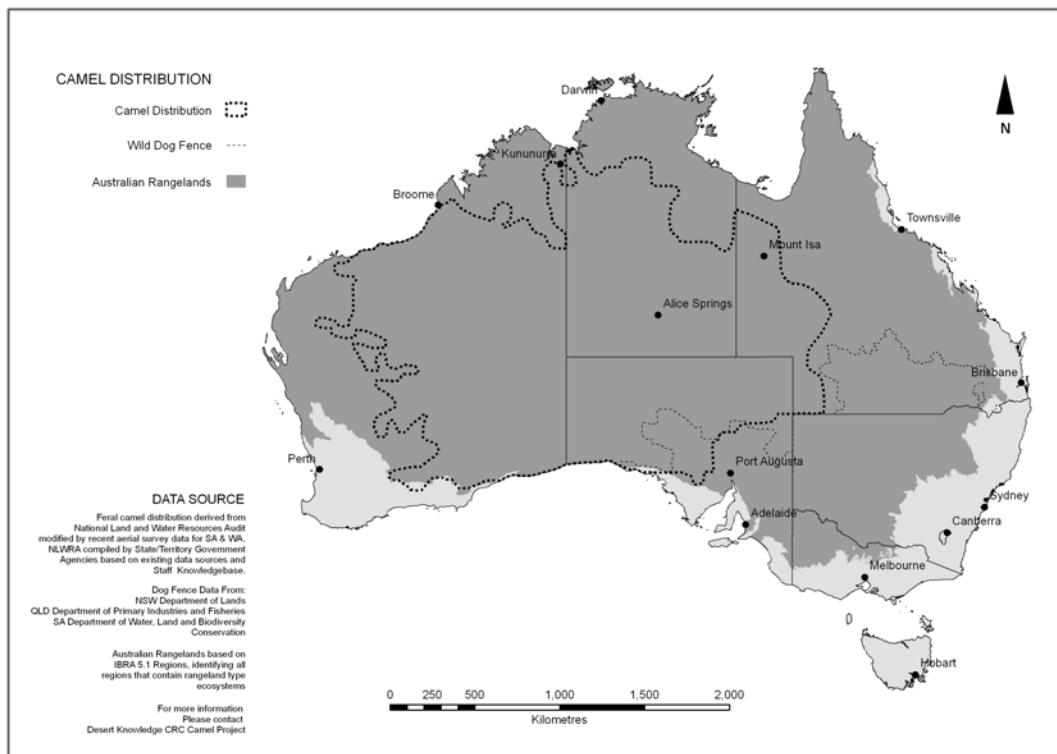 CAMEL DISTRIBUTION
Camel Distribution
Wild Dog Fence
Australian Rangelands
N
Darwin
Kununurra
Broome
Townsville
Mount Isa
Alice Springs
Brisbane
Perth
Port Augusta
Sydney
Adelaide
Canberra
Melbourne
Hobart
DATA SOURCE
Feral camel distribution derived from
National Land and Water Resources Audit
modified by recent aerial survey data for SA & WA.
NLWRA compiled by State/Territory Government
Agencies based on existing data sources and
Staff Knowledgebase.
Dog Fence Data From:
NSW Department of Lands
QLD Department of Primary Industries and Fisheries
SA Department of Water, Land and Biodiversity
Conservation
Australian Rangelands based on
IBRA 5.1 Regions, identifying all
regions that contain rangeland type
ecosystems
For more information
Please contact
Desert Knowledge CRC Camel Project
0 250 500 1,000 1,500 2,000
Kilometres